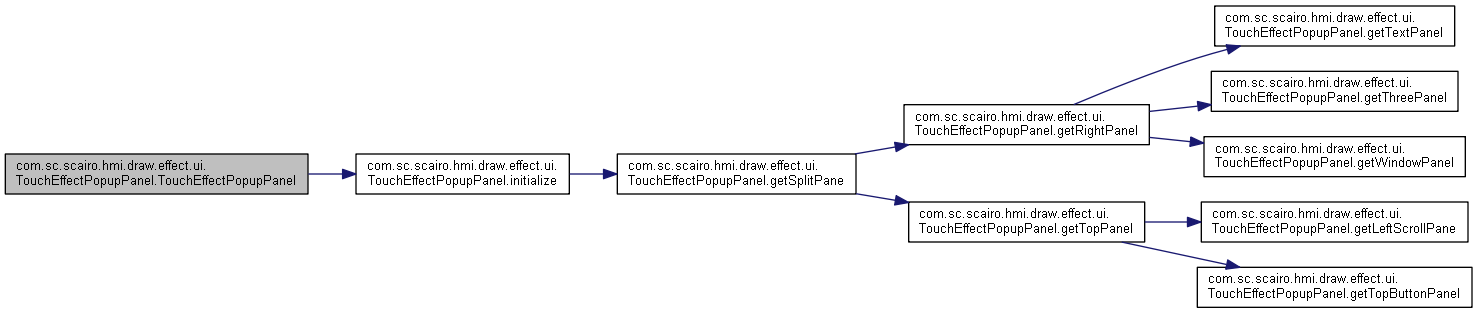 com.sc.scairo.hmi.draw.effect.ui.
TouchEffectPopupPanel.TouchEffectPopupPanel
com.sc.scairo.hmi.draw.effect.ui.
TouchEffectPopupPanel.initialize
com.sc.scairo.hmi.draw.effect.ui.
TouchEffectPopupPanel.getSplitPane
com.sc.scairo.hmi.draw.effect.ui.
TouchEffectPopupPanel.getRightPanel
com.sc.scairo.hmi.draw.effect.ui.
TouchEffectPopupPanel.getTextPanel
com.sc.scairo.hmi.draw.effect.ui.
TouchEffectPopupPanel.getThreePanel
com.sc.scairo.hmi.draw.effect.ui.
TouchEffectPopupPanel.getWindowPanel
com.sc.scairo.hmi.draw.effect.ui.
TouchEffectPopupPanel.getTopPanel
com.sc.scairo.hmi.draw.effect.ui.
TouchEffectPopupPanel.getLeftScrollPane
com.sc.scairo.hmi.draw.effect.ui.
TouchEffectPopupPanel.getTopButtonPanel